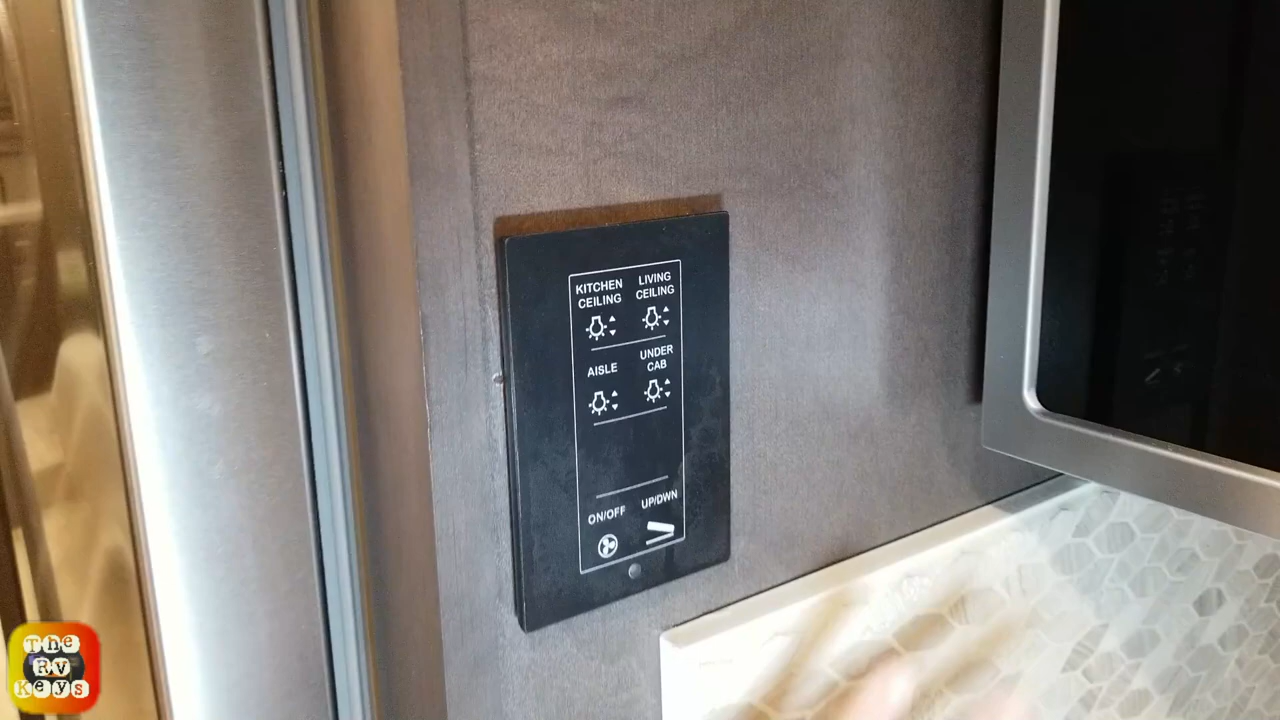 KITCHEN
CEILING
LIVING
CEILING
AISLE
UNDER
CAB
ON/OFF
UP/DWN
The
RV
Keys